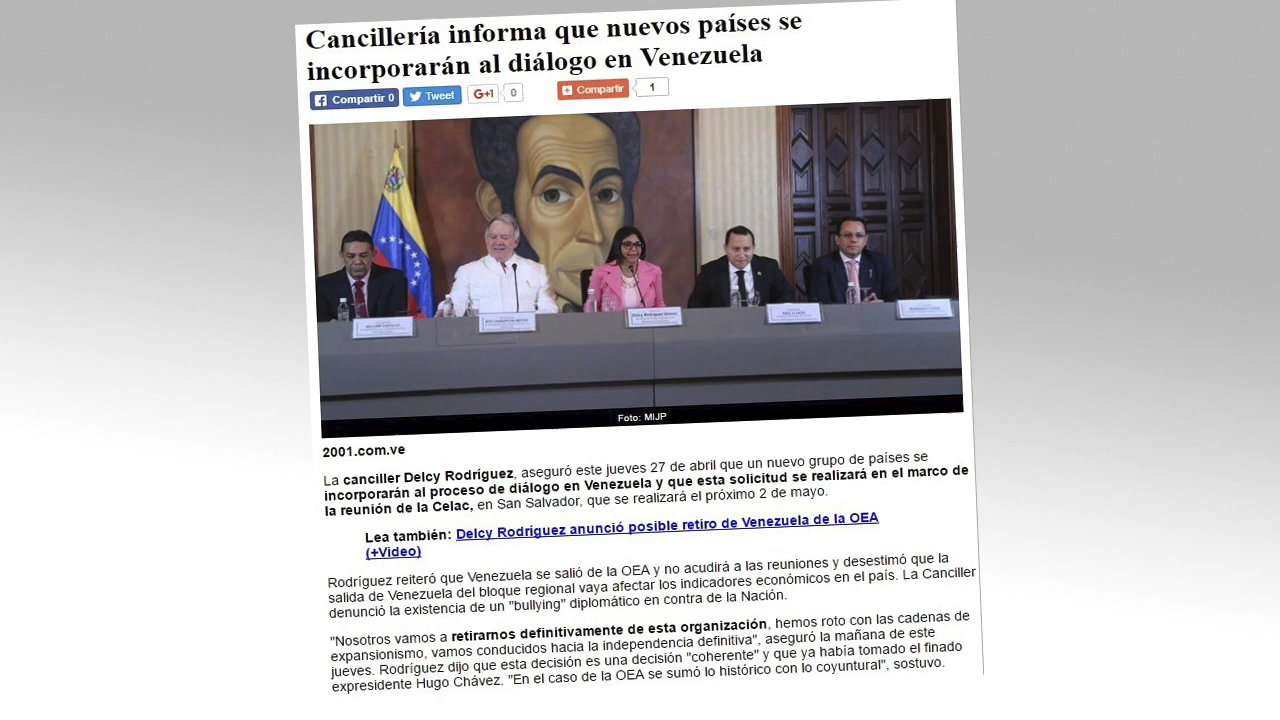 Cancillería informa que nuevos países se
incorporarán al diálogo en Venezuela
Compartir 0
Tweet
G+1
0
Compartir
1
Delcy Rodríguez Gómez
Foto: MIJP
2001.com.ve
La canciller Delcy Rodríguez, aseguró este jueves 27 de abril que un nuevo grupo de países se
incorporarán al proceso de diálogo en Venezuela y que esta solicitud se realizará en el marco de
la reunión de la Celac, en San Salvador, que se realizará el próximo 2 de mayo.
Lea también: Delcy Rodríguez anunció posible retiro de Venezuela de la OEA
(+Video)
Rodríguez reiteró que Venezuela se salió de la OEA y no acudirá a las reuniones y desestimó que la
salida de Venezuela del bloque regional vaya afectar los indicadores económicos en el país. La Canciller
denunció la existencia de un "bullying" diplomático en contra de la Nación.
"Nosotros vamos a retirarnos definitivamente de esta organización, hemos roto con las cadenas de
expansionismo, vamos conducidos hacia la independencia definitiva", aseguró la mañana de este
jueves. Rodríguez dijo que esta decisión es una decisión "coherente" y que ya había tomado el finado
expresidente Hugo Chávez. "En el caso de la OEA se sumó lo histórico con lo coyuntural", sostuvo.